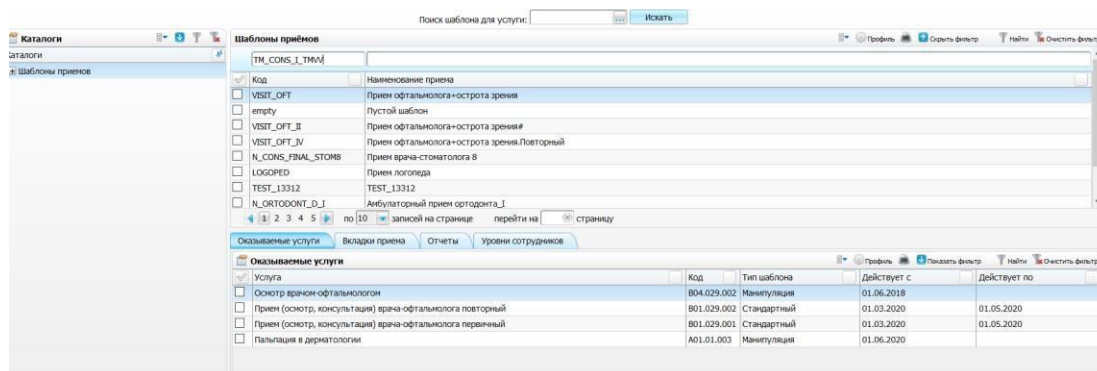 Поиск шаблона для услуги: ... Искать
Каталоги
Каталоги
Шаблоны приемов
Шаблоны приёмов Профиль Скрыть фильтр Найти Очистить фильт
TM_CONS_I_TMVV
Код Наименование приема
VISIT_OFT Прием офтальмолога+острота зрения
empty Пустой шаблон
VISIT_OFT_II Прием офтальмолога+острота зрения#
VISIT_OFT_IV Прием офтальмолога+острота зрения.Повторный
N_CONS_FINAL_STOM8 Прием врача-стоматолога 8
LOGOPED Прием логопеда
TEST_13312 TEST_13312
N_ORTODONT_D_I Амбулаторный прием ортодонта_I
1 2 3 4 5 по 10 записей на странице перейти на страницу
Оказываемые услуги Вкладки приема Отчеты Уровни сотрудников
Оказываемые услуги Профиль Показать фильтр Найти Очистить фильтр
Услуга Код Тип шаблона Действует с Действует по
Осмотр врачом-офтальмологом B04.029.002 Манипуляция 01.06.2018
Прием (осмотр, консультация) врача-офтальмолога повторный B01.029.002 Стандартный 01.03.2020 01.05.2020
Прием (осмотр, консультация) врача-офтальмолога первичный B01.029.001 Стандартный 01.03.2020 01.05.2020
Пальпация в дерматологии A01.01.003 Манипуляция 01.06.2020